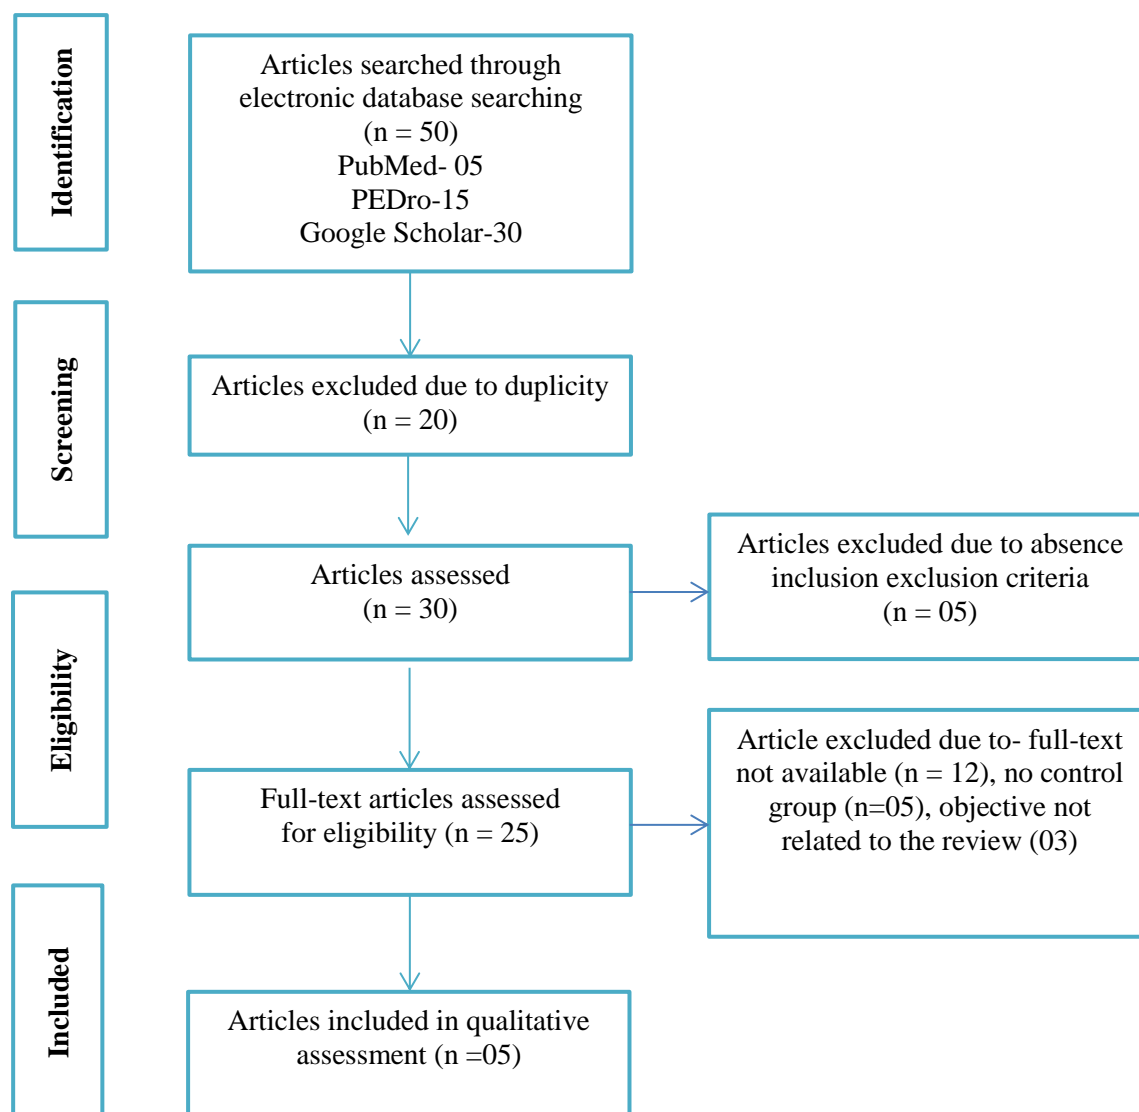 Identification
Articles searched through
electronic database searching
(n = 50)
PubMed- 05
PEDro-15
Google Scholar-30
Screening
Articles excluded due to duplicity
(n = 20)
Eligibility
Articles assessed
(n = 30)
Articles excluded due to absence
inclusion exclusion criteria
(n = 05)
Full-text articles assessed
for eligibility (n = 25)
Article excluded due to- full-text
not available (n = 12), no control
group (n=05), objective not
related to the review (03)
Included
Articles included in qualitative
assessment (n =05)